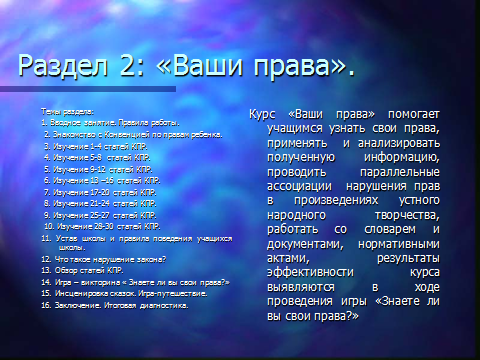 Раздел 2: «Ваши права».
Темы раздела:
1. Вводное занятие. Правила работы.
2. Знакомство с Конвенцией по правам ребенка.
3. Изучение 1-4 статей КПР.
4. Изучение 5-8 статей КПР.
5. Изучение 9-12 статей КПР.
6. Изучение 13 –16 статей КПР.
7. Изучение 17-20 статей КПР.
8. Изучение 21-24 статей КПР.
9. Изучение 25-27 статей КПР.
10. Изучение 28-30 статей КПР.
11. Устав школы и правила поведения учащихся
школы.
12. Что такое нарушение закона?
13. Обзор статей КПР.
14. Игра – викторина « Знаете ли вы свои права?»
15. Инсценировка сказок. Игра-путешествие.
16. Заключение. Итоговая диагностика.
Курс «Ваши права» помогает
учащимся узнать свои права,
применять и анализировать
полученную информацию,
проводить параллельные
ассоциации нарушения прав
в произведениях устного
народного творчества,
работать со словарем и
документами, нормативными
актами, результаты
эффективности курса
выявляются в ходе
проведения игры «Знаете ли
вы свои права?»